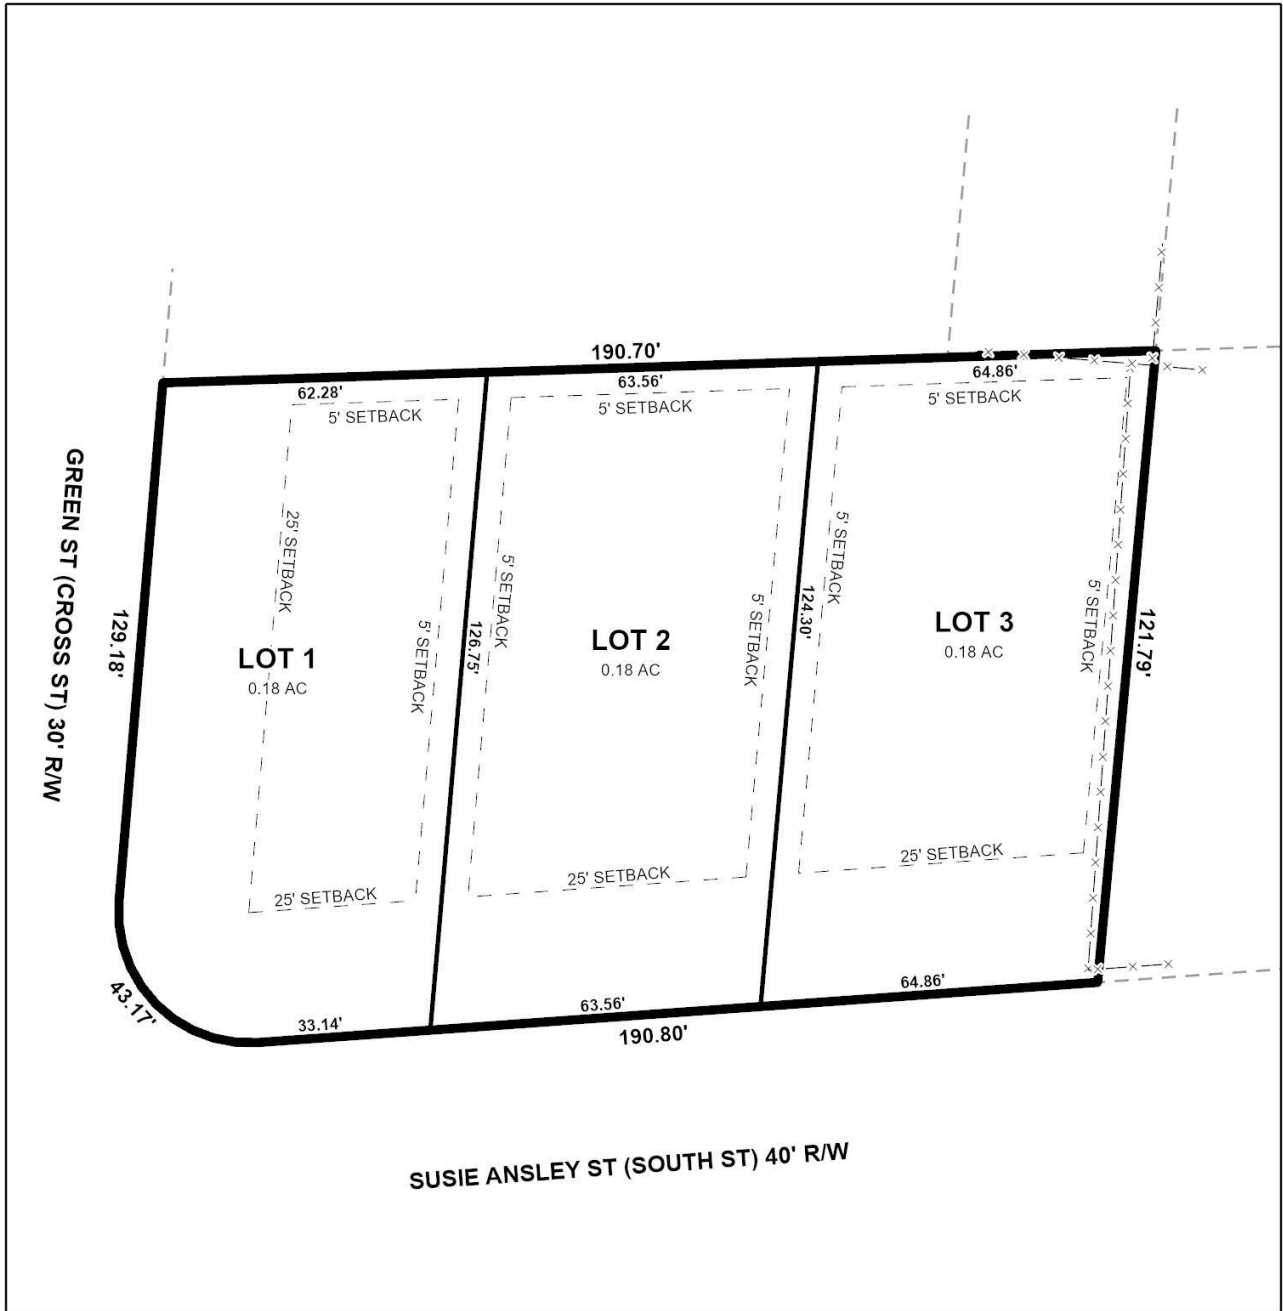 190.70'
62.28'
63.56'
64.86'
5' SETBACK
5' SETBACK
5' SETBACK
GREEN ST (CROSS ST) 30' R/W
129.18'
25' SETBACK
LOT 1
0.18 AC
5' SETBACK
126.75'
5' SETBACK
LOT 2
0.18 AC
5' SETBACK
124.30'
5' SETBACK
LOT 3
0.18 AC
5' SETBACK
121.79'
25' SETBACK
25' SETBACK
25' SETBACK
43.17'
33.14'
63.56'
64.86'
190.80'
SUSIE ANSLEY ST (SOUTH ST) 40' R/W